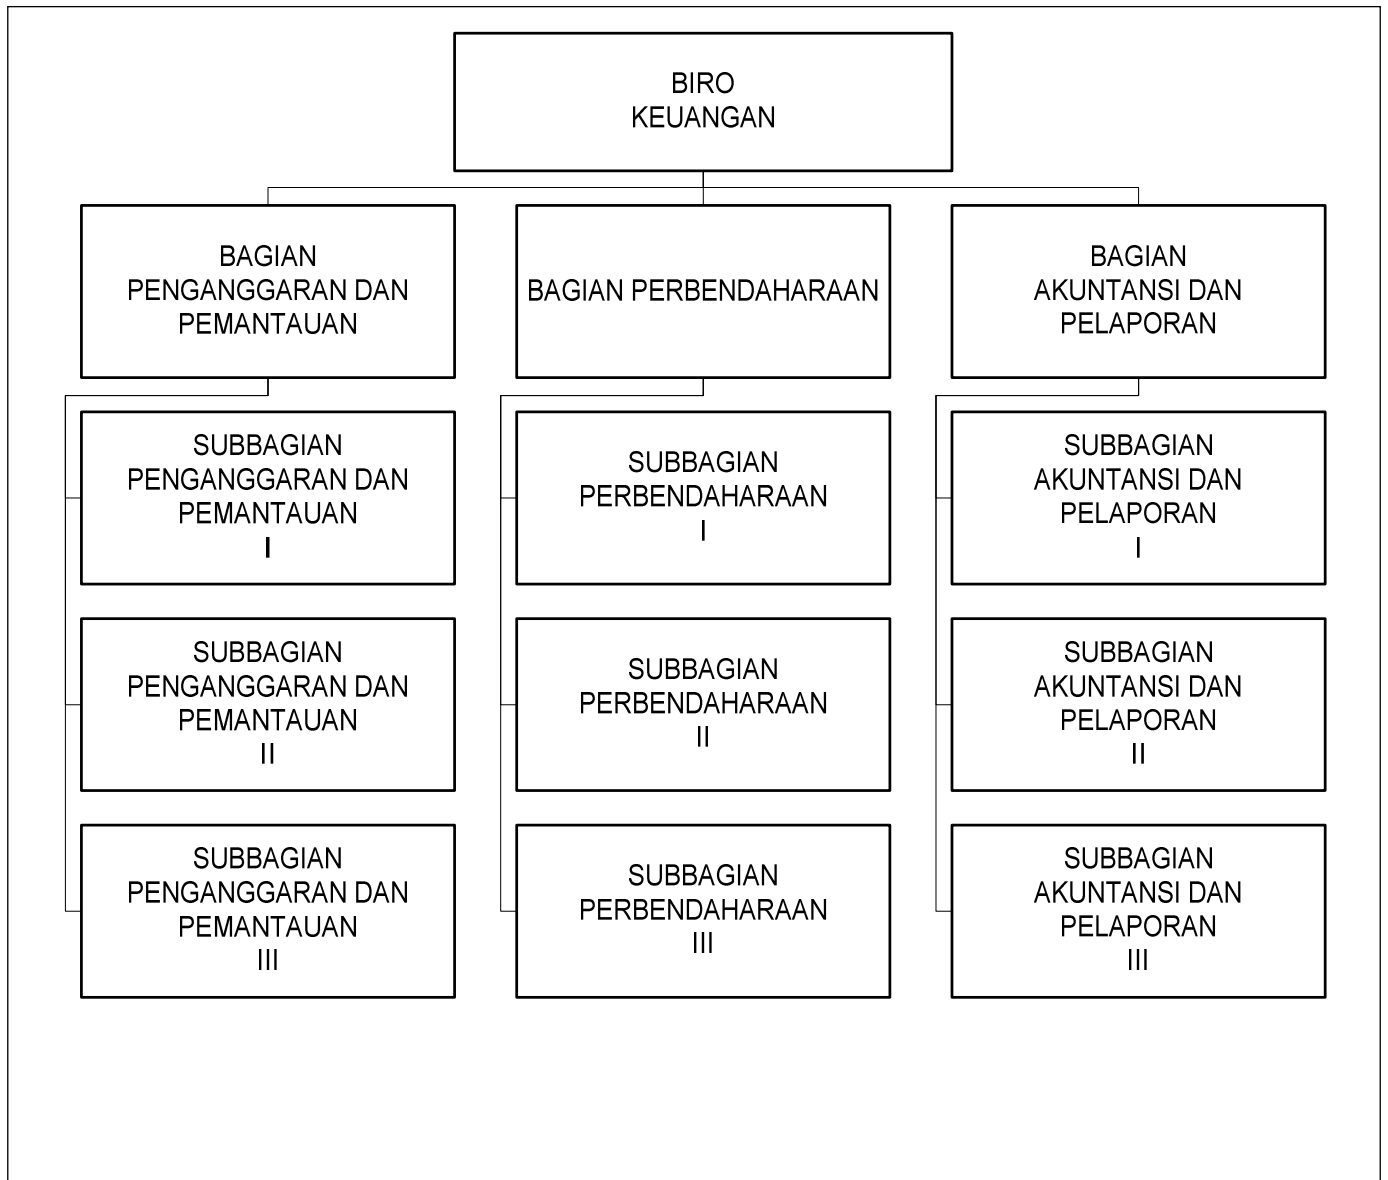 BIRO
KEUANGAN
BAGIAN
PENGANGGARAN DAN
PEMANTAUAN
BAGIAN PERBENDAHARAAN
BAGIAN
AKUNTANSI DAN
PELAPORAN
SUBBAGIAN
PENGANGGARAN DAN
PEMANTAUAN
I
SUBBAGIAN
PERBENDAHARAAN
I
SUBBAGIAN
AKUNTANSI DAN
PELAPORAN
I
SUBBAGIAN
PENGANGGARAN DAN
PEMANTAUAN
II
SUBBAGIAN
PERBENDAHARAAN
II
SUBBAGIAN
AKUNTANSI DAN
PELAPORAN
II
SUBBAGIAN
PENGANGGARAN DAN
PEMANTAUAN
III
SUBBAGIAN
PERBENDAHARAAN
III
SUBBAGIAN
AKUNTANSI DAN
PELAPORAN
III